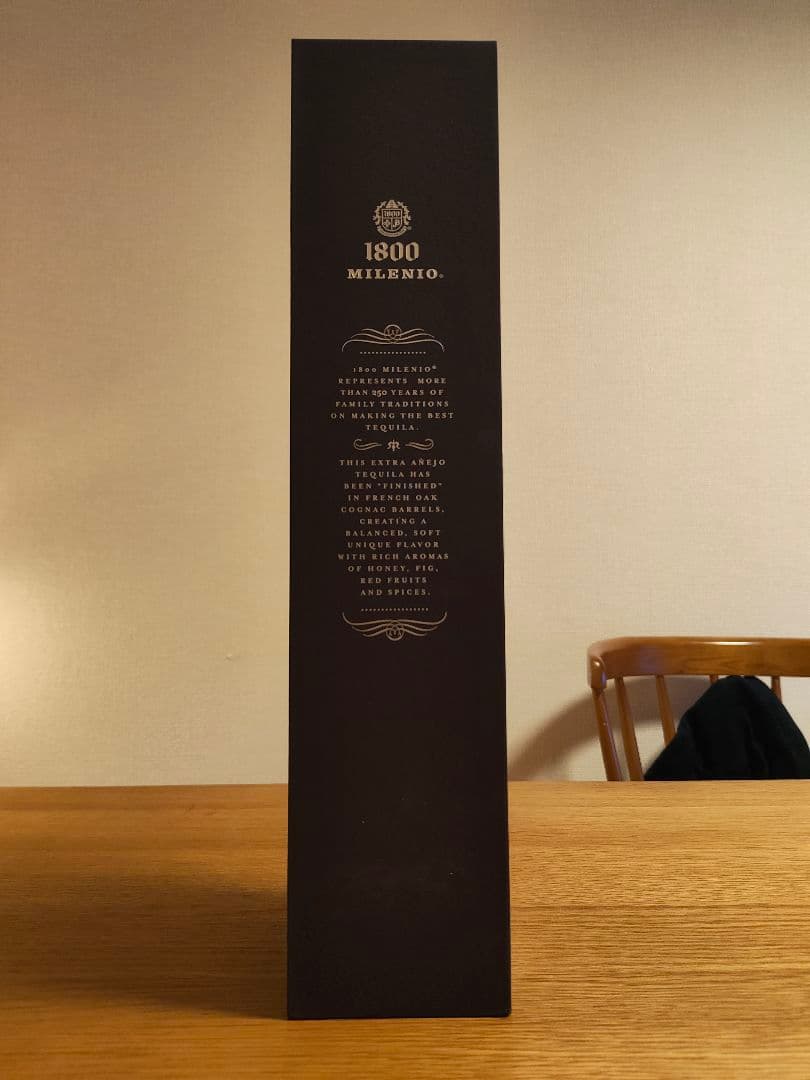 1800
1800
MILENIO®
1800 MILENIO®
REPRESENTS MORE
THAN 250 YEARS OF
FAMILY TRADITIONS
ON MAKING THE BEST
TEQUILA.
THIS EXTRA AÑEJO
TEQUILA HAS
BEEN "FINISHED"
IN FRENCH OAK
COGNAC BARRELS,
CREATING A
BALANCED, SOFT
UNIQUE FLAVOR
WITH RICH AROMAS
OF HONEY, FIG,
RED FRUITS
AND SPICES.